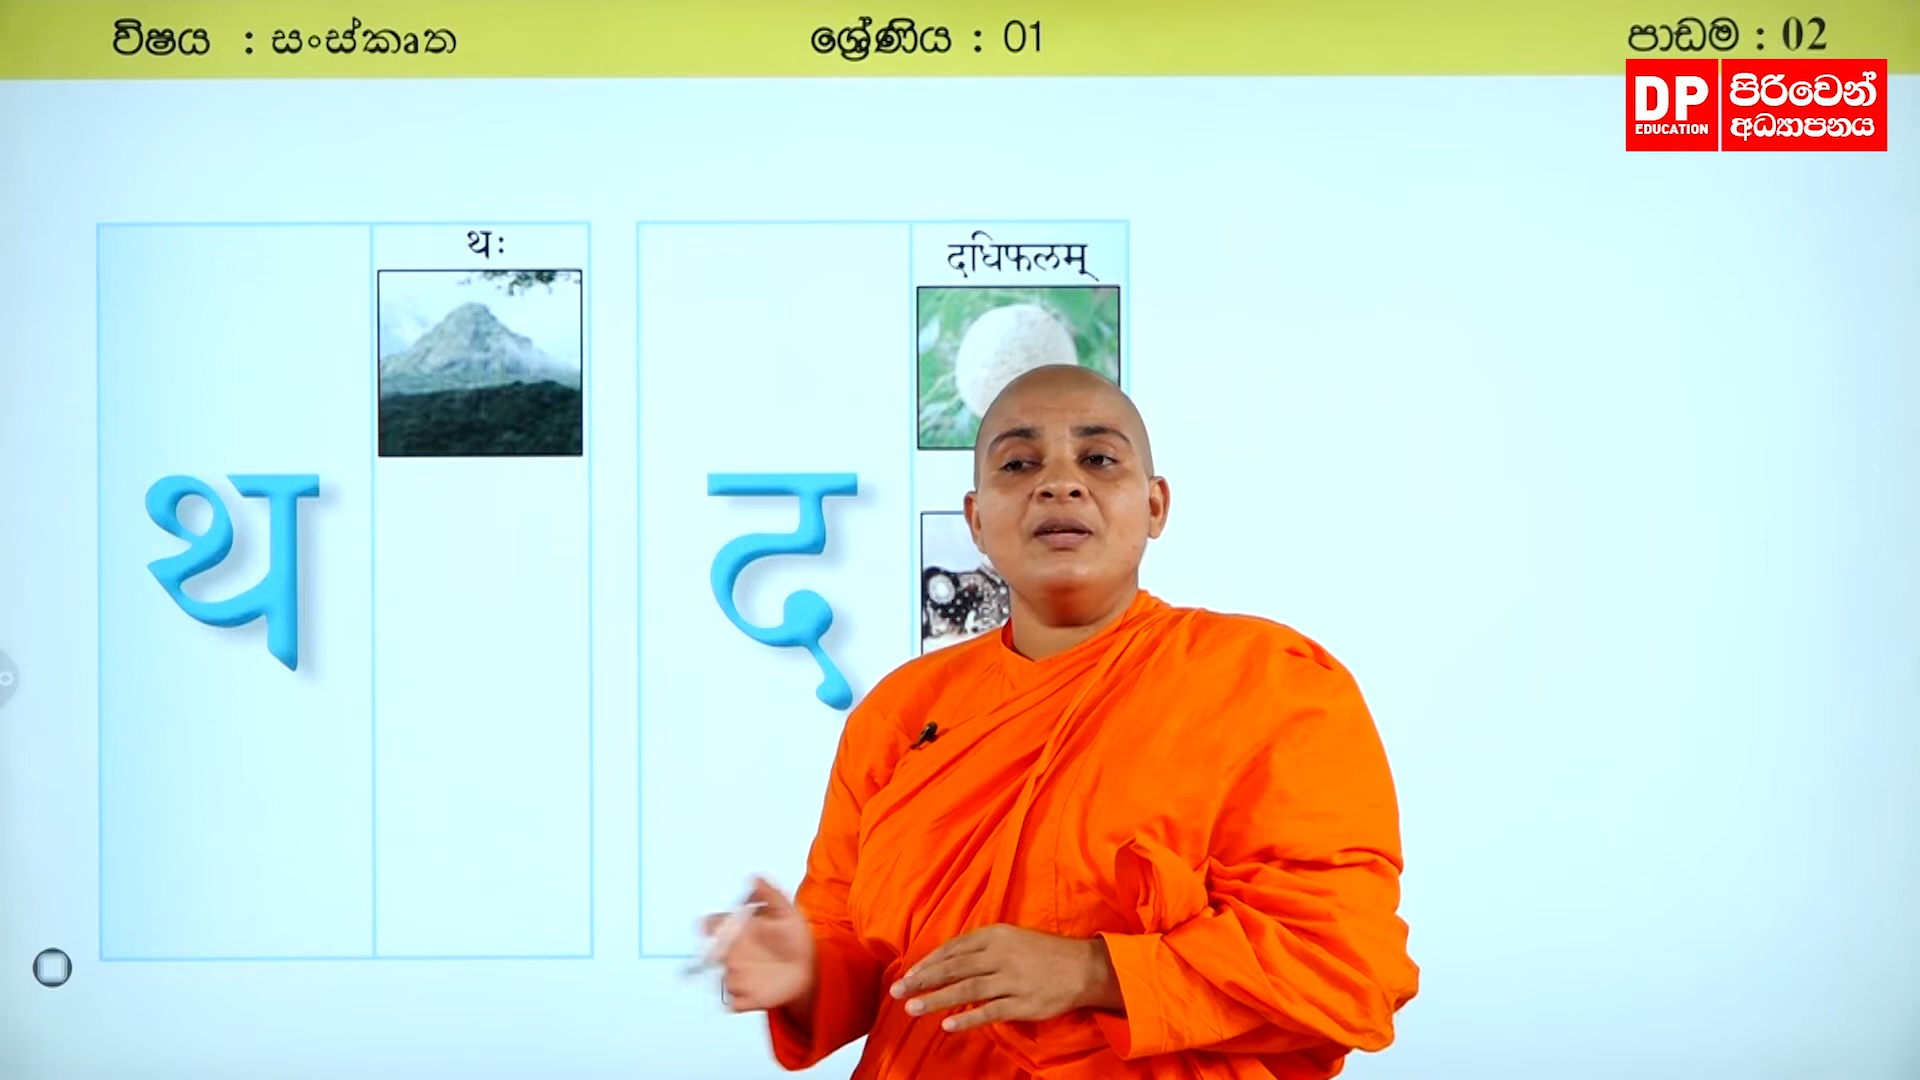 විෂය : සංස්කෘත
ශ්‍රේණිය : 01
පාඩම : 02
DP
EDUCATION
පිරිවෙන්
අධ්‍යාපනය
थः
दधिफलम्
थ
द